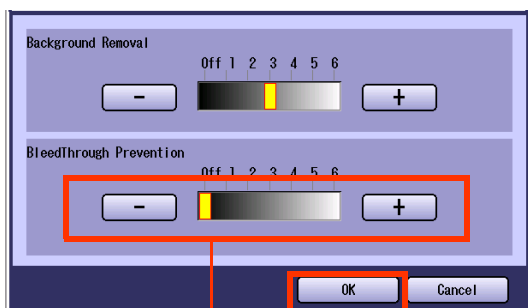 Background Removal
Off 1 2 3 4 5 6
- +
BleedThrough Prevention
Off 1 2 3 4 5 6
- +
OK Cancel